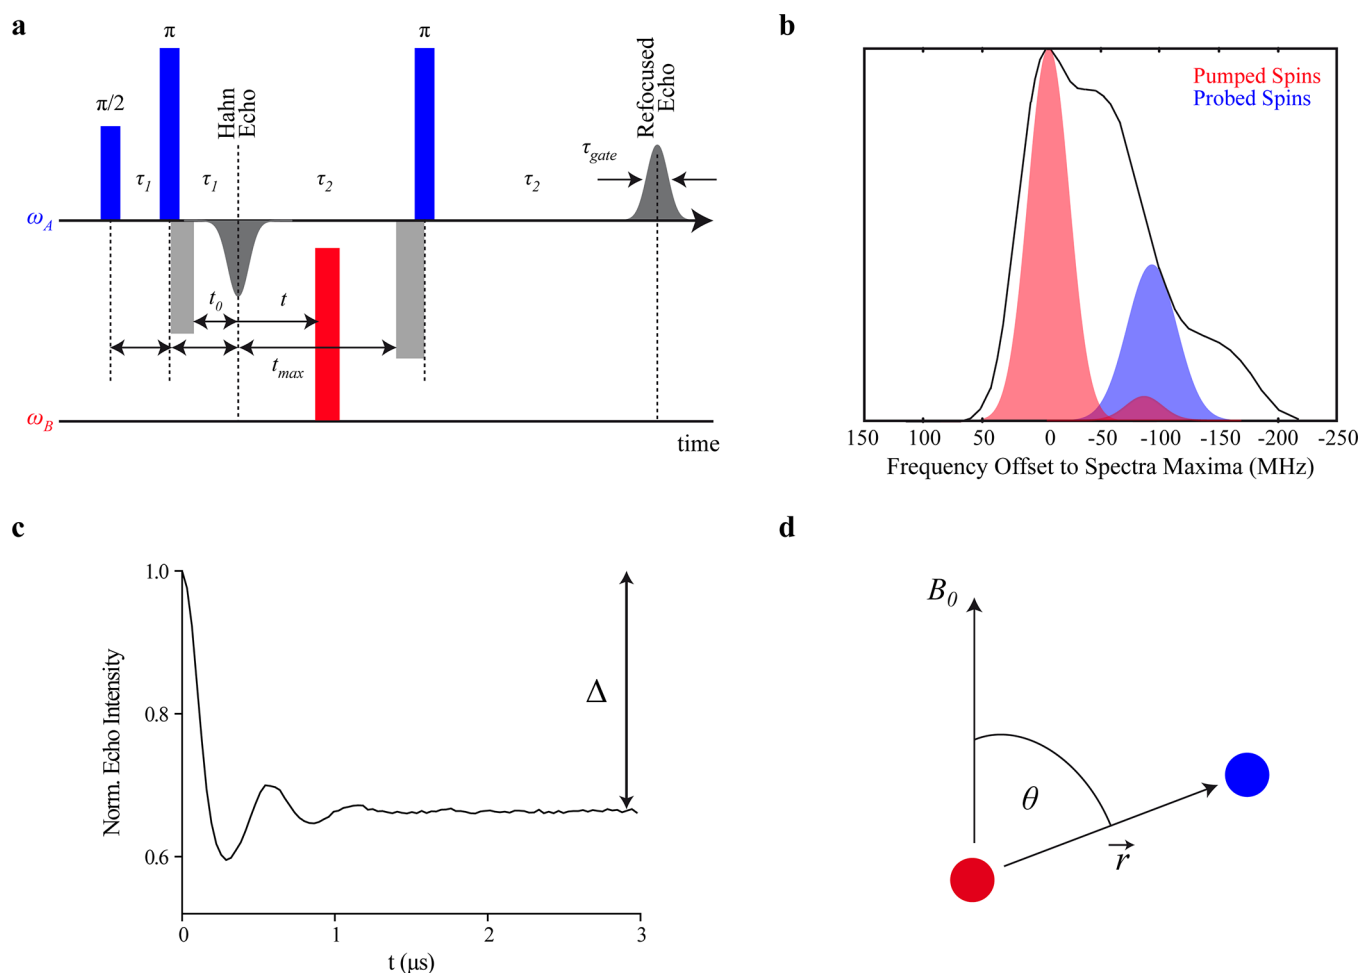 a
π
π
π/2
Hahn
Echo
Refocused
Echo
τ1
τ1
τ2
τgate
τ2
ωA
t0
t
tmax
ωB
time
b
Pumped Spins
Probed Spins
150 100 50 0 -50 -100 -150 -200 -250
Frequency Offset to Spectra Maxima (MHz)
c
1.0
0.8
0.6
Norm. Echo Intensity
Δ
0 1 2 3
t (μs)
d
B0
θ
r